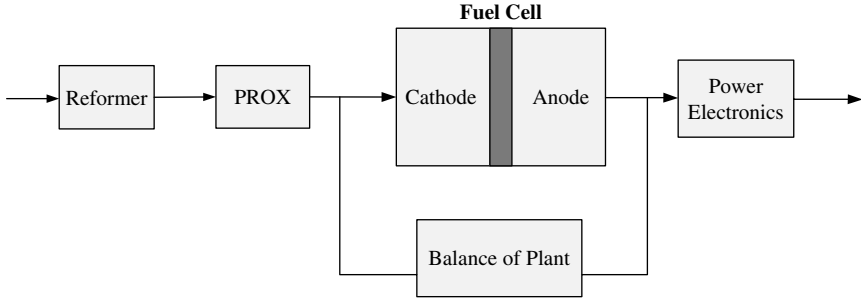 Fuel Cell
Reformer
PROX
Cathode
Anode
Power
Electronics
Balance of Plant